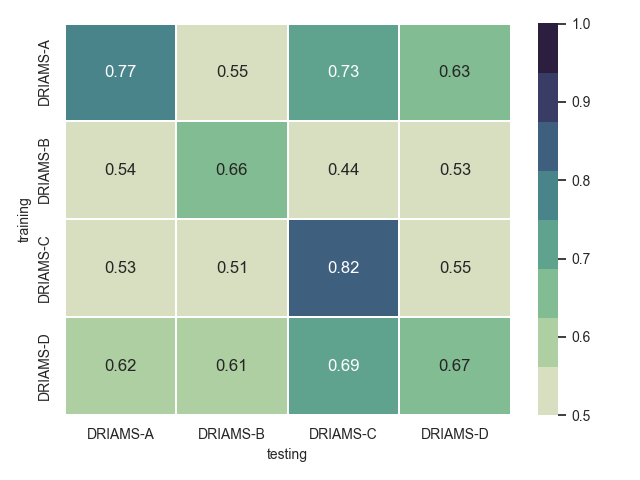 training
DRIAMS-A
0.77 0.55 0.73 0.63
DRIAMS-B
0.54 0.66 0.44 0.53
DRIAMS-C
0.53 0.51 0.82 0.55
DRIAMS-D
0.62 0.61 0.69 0.67
DRIAMS-A DRIAMS-B DRIAMS-C DRIAMS-D
testing
1.0
0.9
0.8
0.7
0.6
0.5